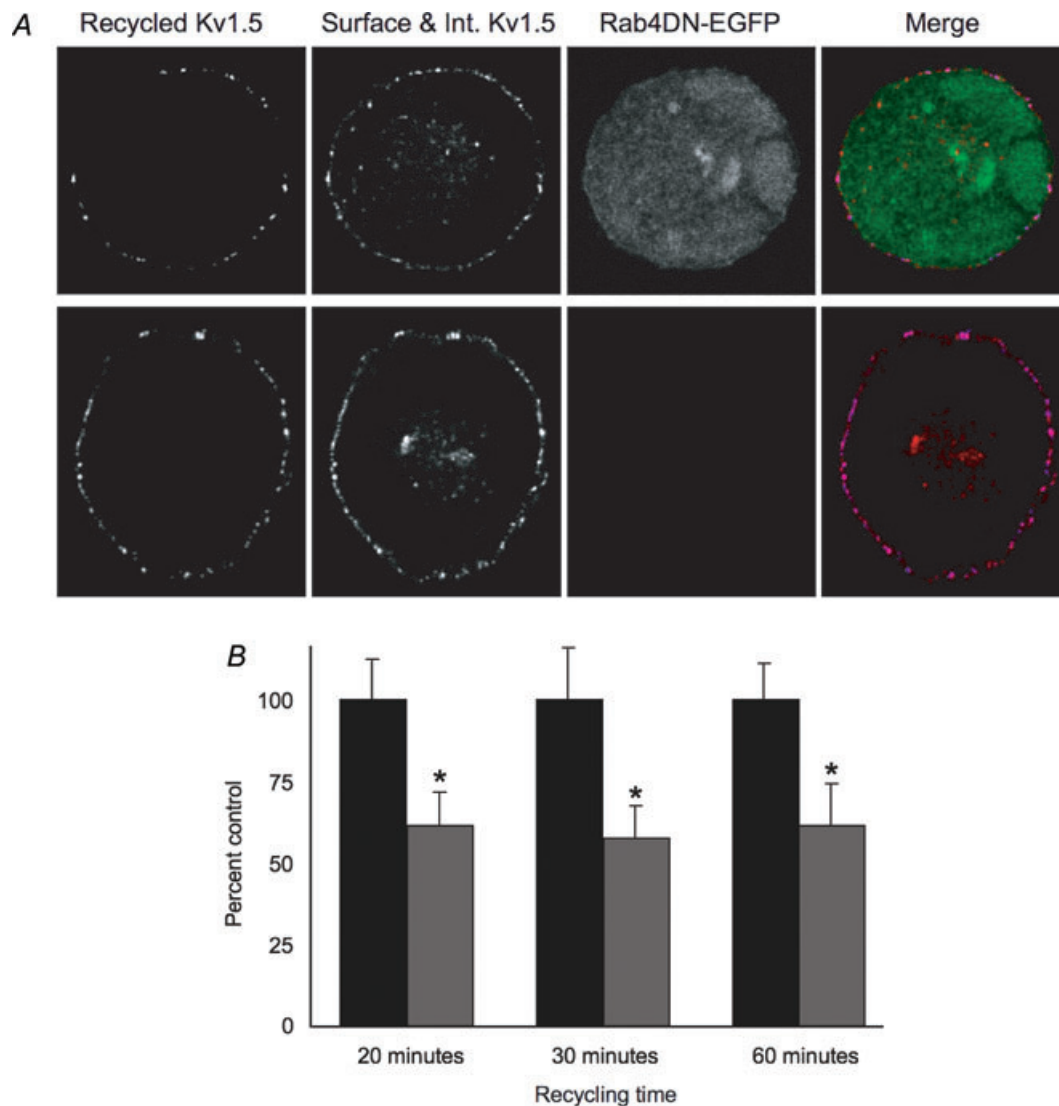 A
Recycled Kv1.5 Surface & Int. Kv1.5 Rab4DN-EGFP Merge
B
Percent control
100
75
50
25
0
* * *
20 minutes 30 minutes 60 minutes
Recycling time